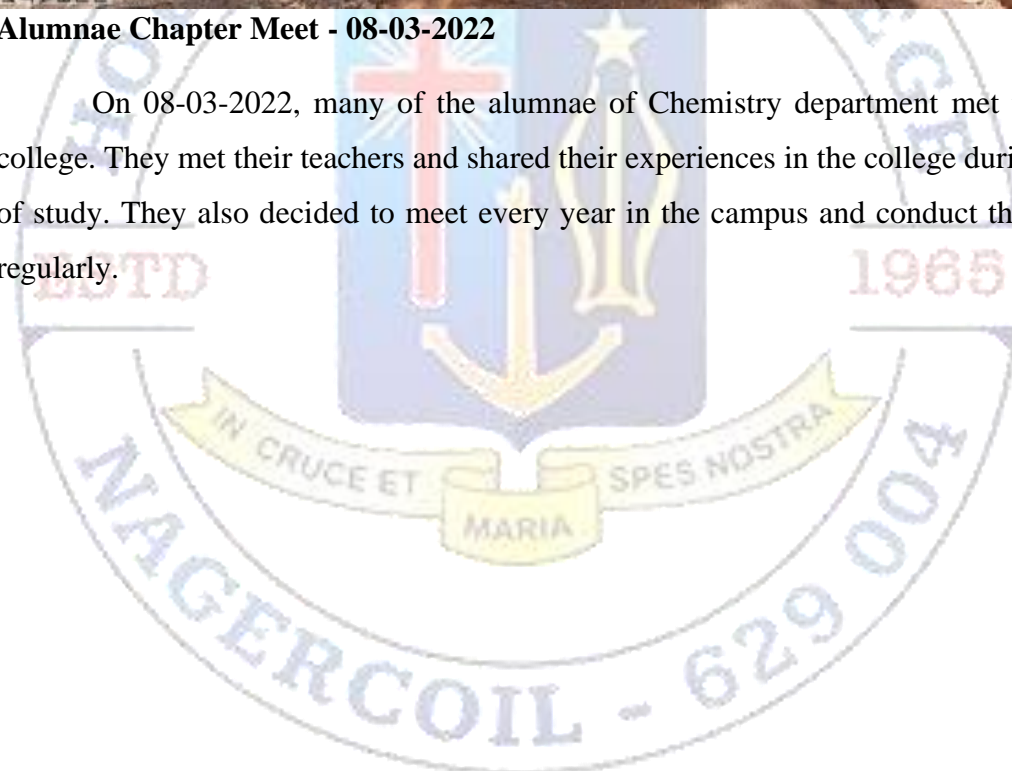 Alumnae Chapter Meet - 08-03-2022
On 08-03-2022, many of the alumnae of Chemistry department met
college. They met their teachers and shared their experiences in the college duri
of study. They also decided to meet every year in the campus and conduct th
regularly.
ESTD 1965
IN CRUCE ET MARIA SPES NOSTRA
NAGERCOIL - 629 004